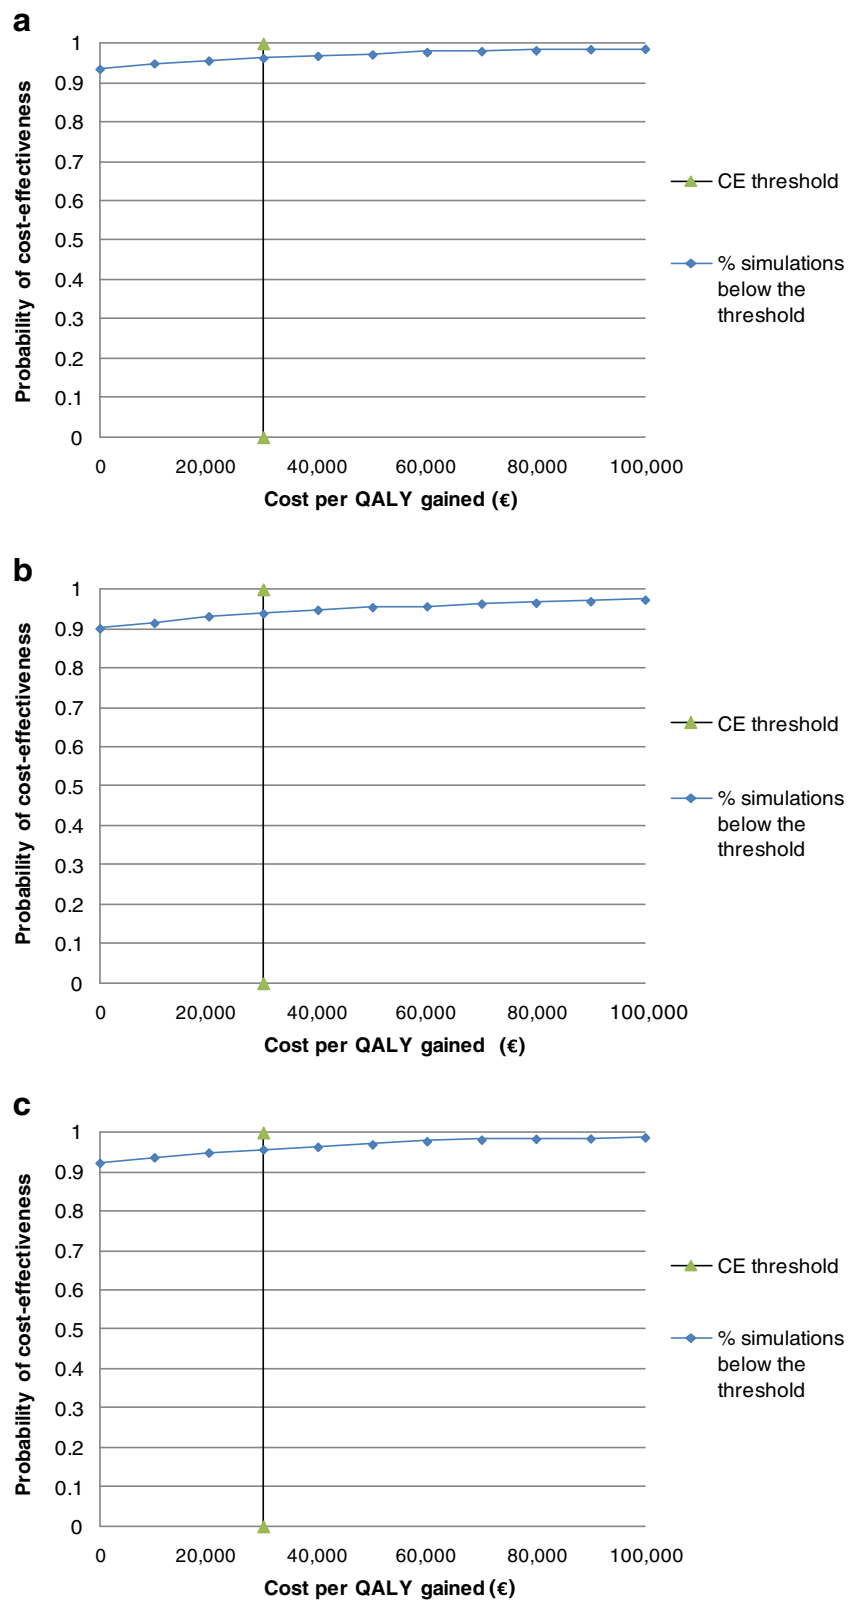 a
Probability of cost-effectiveness
1
0.9
0.8
0.7
0.6
0.5
0.4
0.3
0.2
0.1
0
0 20,000 40,000 60,000 80,000 100,000
Cost per QALY gained (€)
CE threshold
% simulations
below the
threshold
b
Probability of cost-effectiveness
1
0.9
0.8
0.7
0.6
0.5
0.4
0.3
0.2
0.1
0
0 20,000 40,000 60,000 80,000 100,000
Cost per QALY gained (€)
CE threshold
% simulations
below the
threshold
c
Probability of cost-effectiveness
1
0.9
0.8
0.7
0.6
0.5
0.4
0.3
0.2
0.1
0
0 20,000 40,000 60,000 80,000 100,000
Cost per QALY gained (€)
CE threshold
% simulations
below the
threshold